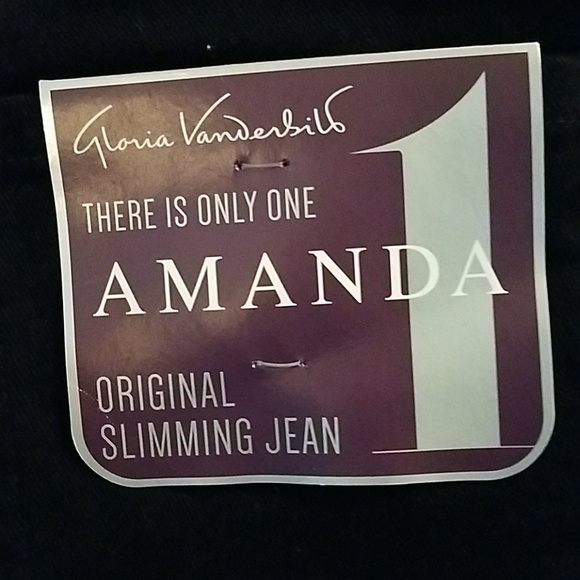 Gloria Vanderbilt
THERE IS ONLY ONE
1
AMANDA
ORIGINAL
SLIMMING JEAN